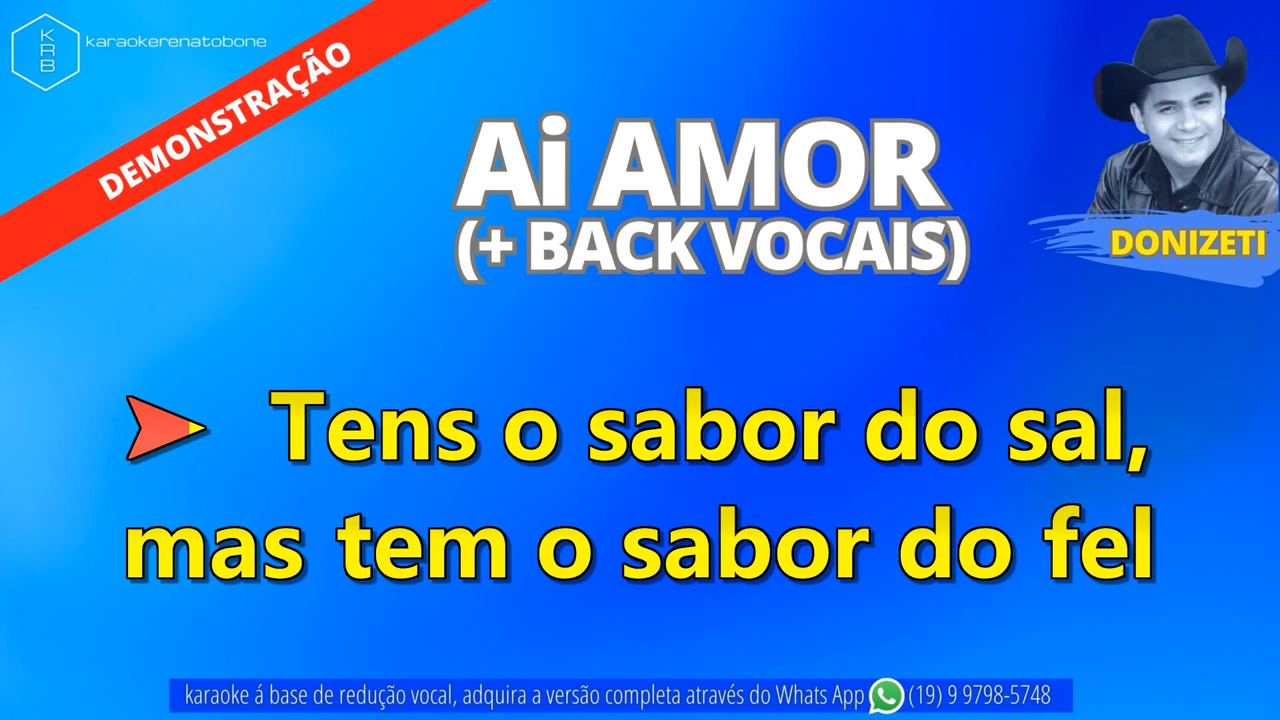 K
R
B
karaokerenatobone
DEMONSTRAÇÃO
Ai AMOR
(+ BACK VOCAIS)
DONIZETI
Tens o sabor do sal,
mas tem o sabor do fel
karaoke á base de redução vocal, adquira a versão completa através do Whats App (19) 9 9798-5748